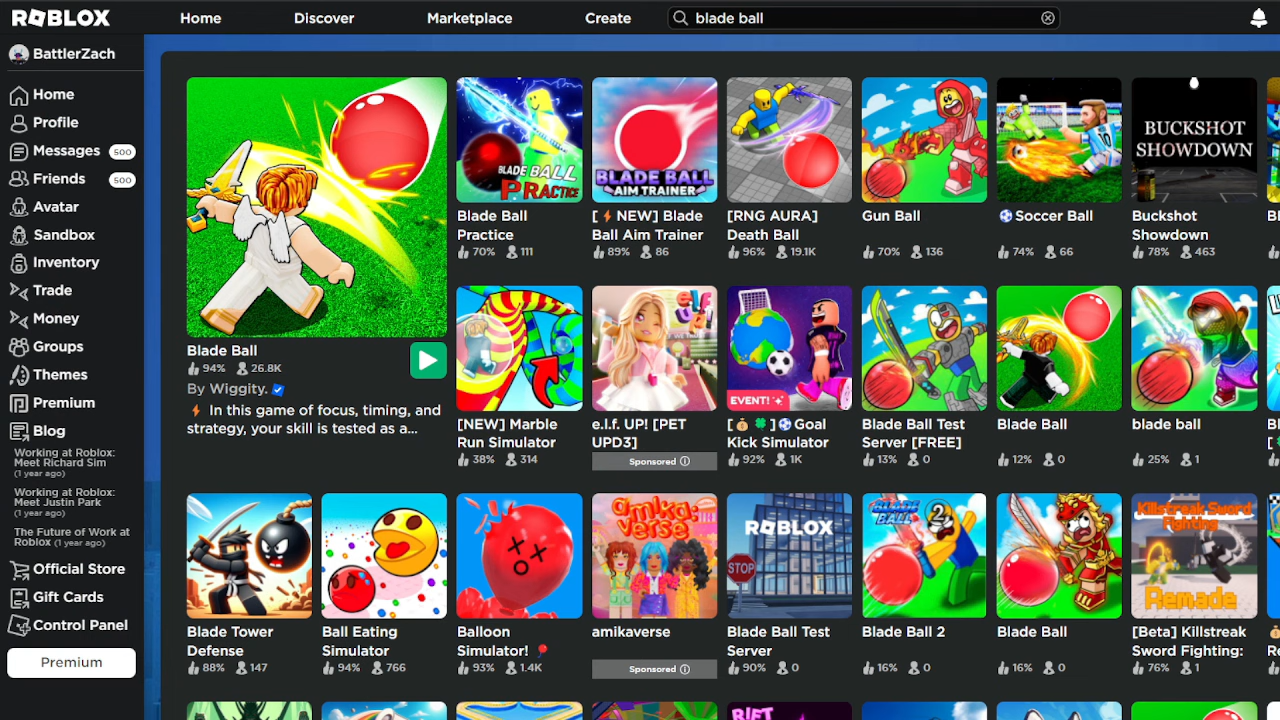 ROBLOX
Home
Discover
Marketplace
Create
blade ball
BattlerZach
Home
Profile
Messages 500
Friends 500
Avatar
Sandbox
Inventory
Trade
Money
Groups
Themes
Premium
Blog
Working at Roblox:
Meet Richard Sim
(1 year ago)
Working at Roblox:
Meet Justin Park
(1 year ago)
The Future of Work at
Roblox (1 year ago)
Official Store
Gift Cards
Control Panel
Premium
Blade Ball
94% 26.8K
By Wiggity.
⚡ In this game of focus, timing, and
strategy, your skill is tested as a...
BLADE BALL
PRACTICE
Blade Ball
Practice
70% 111
BLADE BALL
AIM TRAINER
[⚡NEW] Blade
Ball Aim Trainer
89% 86
[RNG AURA]
Death Ball
96% 19.1K
Gun Ball
70% 136
⚽Soccer Ball
74% 66
BUCKSHOT
SHOWDOWN
Buckshot
Showdown
78% 463
[NEW] Marble
Run Simulator
38% 314
elf UP!
e.l.f. UP! [PET
UPD3]
Sponsored
EVENT!
[💰🍀]⚽Goal
Kick Simulator
92% 1K
Blade Ball Test
Server [FREE]
13% 0
Blade Ball
12% 0
blade ball
25% 1
Blade Tower
Defense
88% 147
Ball Eating
Simulator
94% 766
Balloon
Simulator! 🎈
93% 1.4K
amika:
verse
amikaverse
Sponsored
ROBLOX
STOP
Blade Ball Test
Server
90% 0
BLADE
BALL
2
Blade Ball 2
16% 0
Blade Ball
16% 0
Killstreak Sword
Fighting
Remade
[Beta] Killstreak
Sword Fighting:
76% 1
RIFT